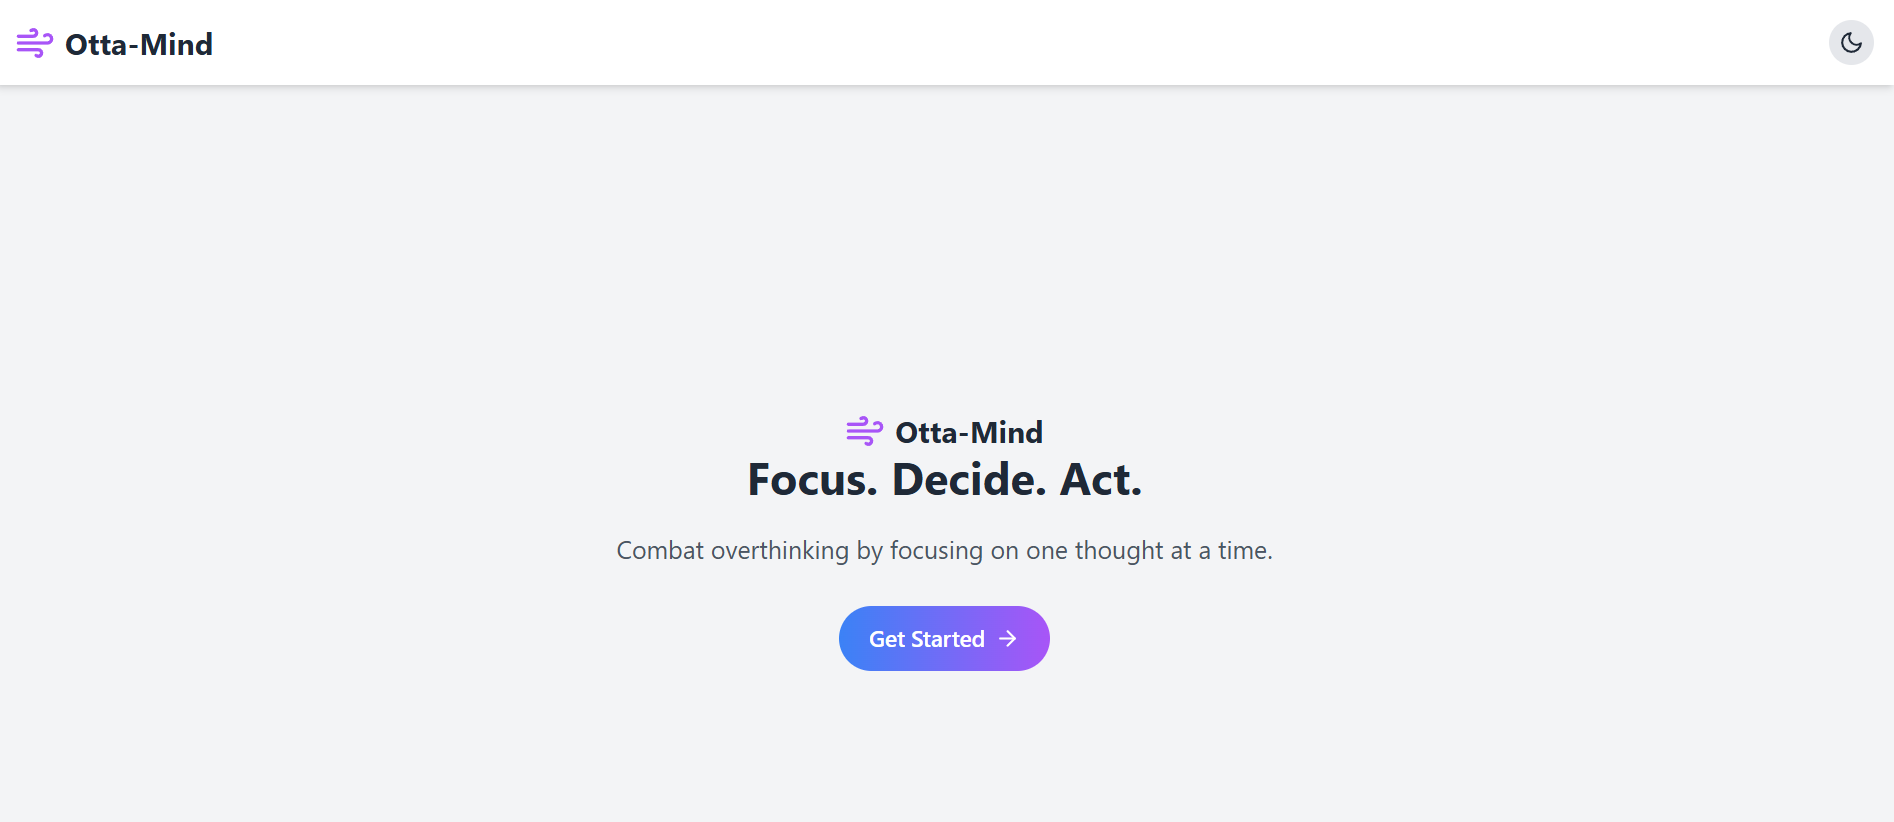 Otta-Mind
Otta-Mind
Focus. Decide. Act.
Combat overthinking by focusing on one thought at a time.
Get Started